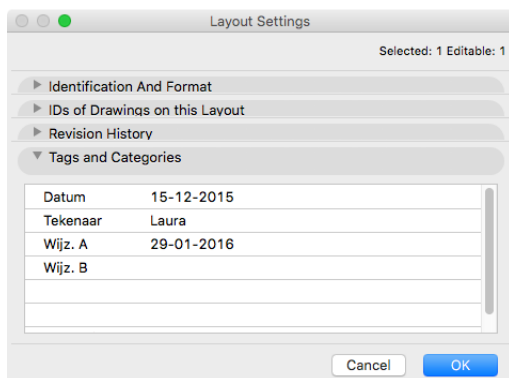 Layout Settings
Selected: 1 Editable: 1
Identification And Format
IDs of Drawings on this Layout
Revision History
Tags and Categories
Datum 15-12-2015
Tekenaar Laura
Wijz. A 29-01-2016
Wijz. B
Cancel OK